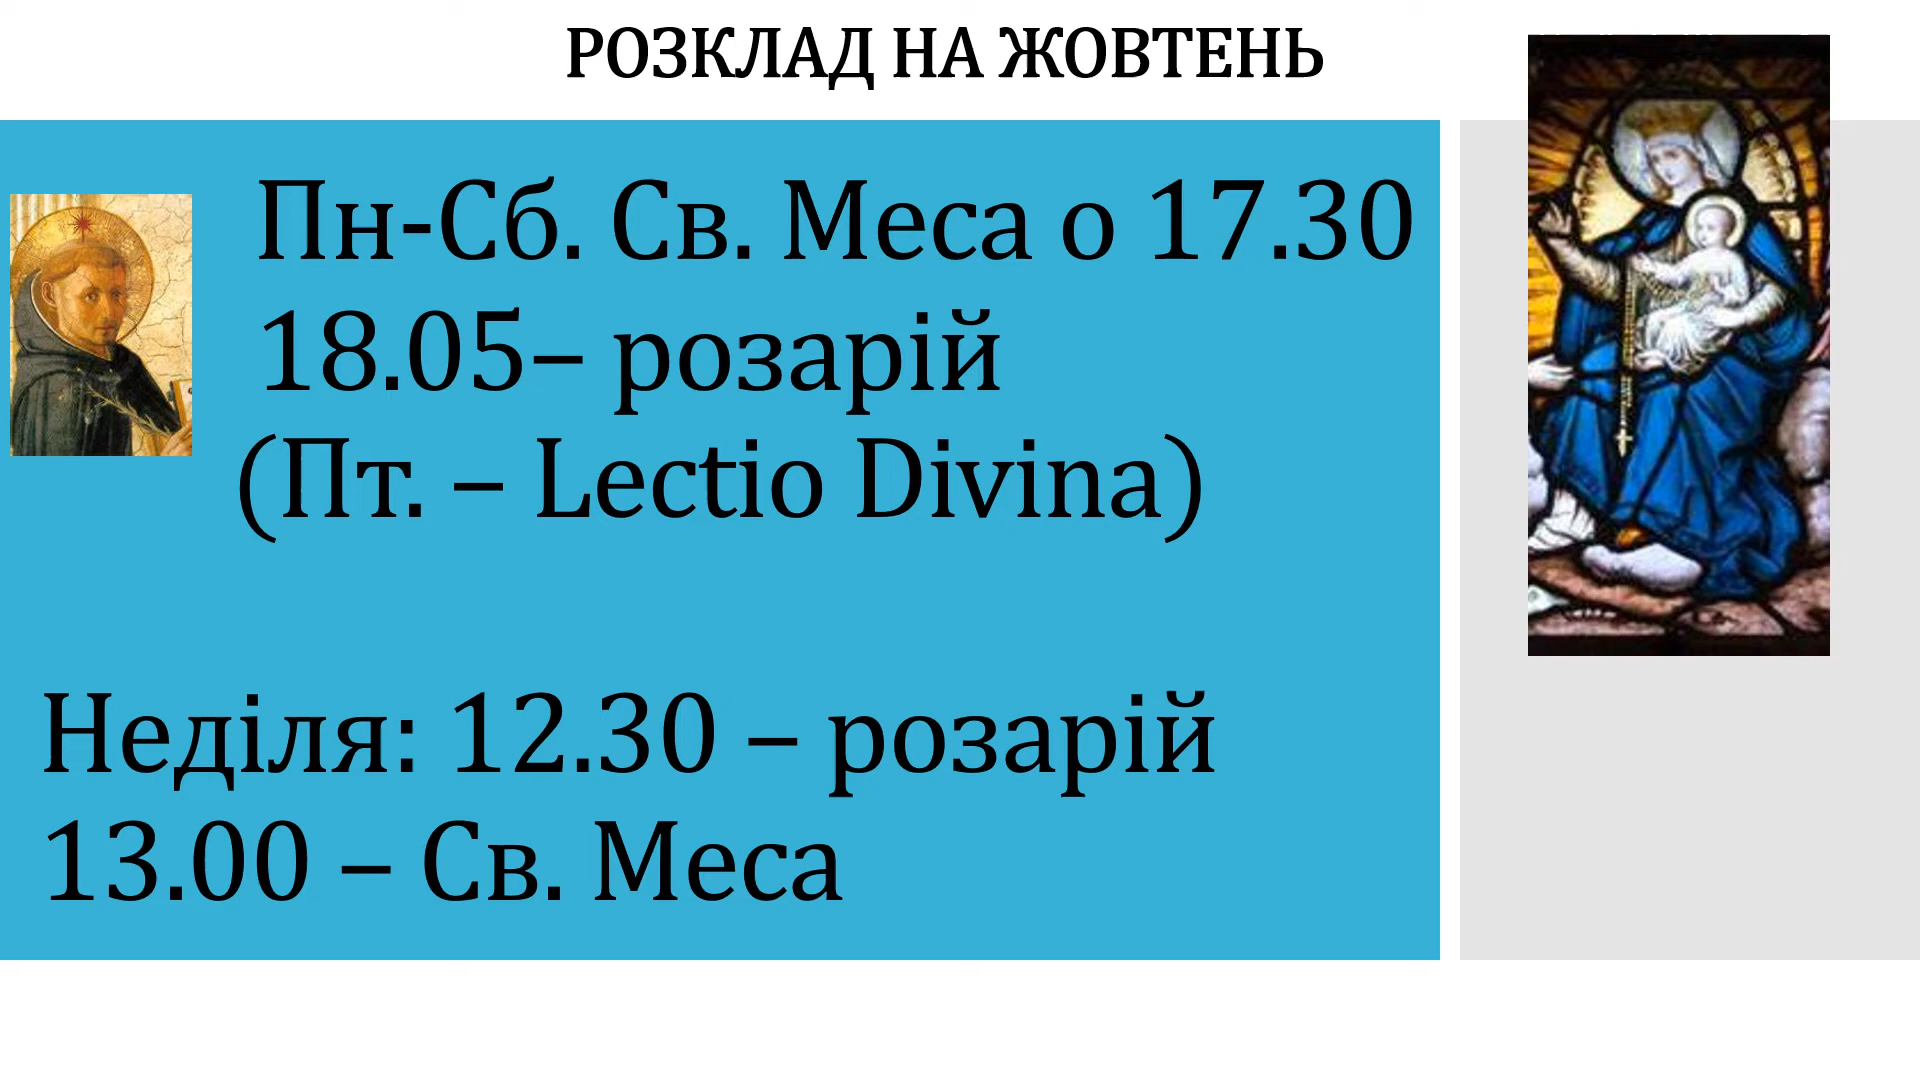 РОЗКЛАД НА ЖОВТЕНЬ
Пн-Сб. Св. Меса о 17.30
18.05– розарій
(Пт. – Lectio Divina)
Неділя: 12.30 – розарій
13.00 – Св. Меса